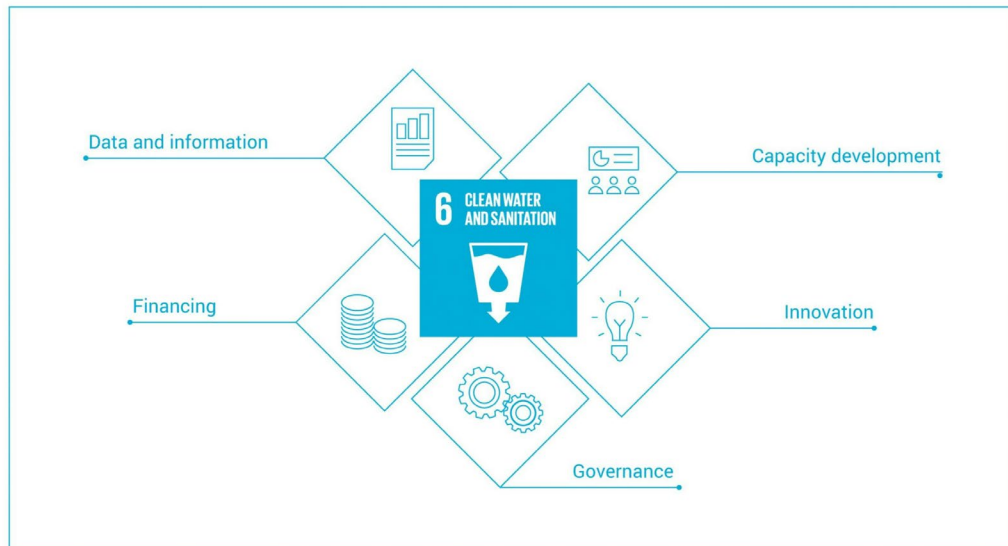 Data and information
Capacity development
6 CLEAN WATER
AND SANITATION
Financing
Innovation
Governance